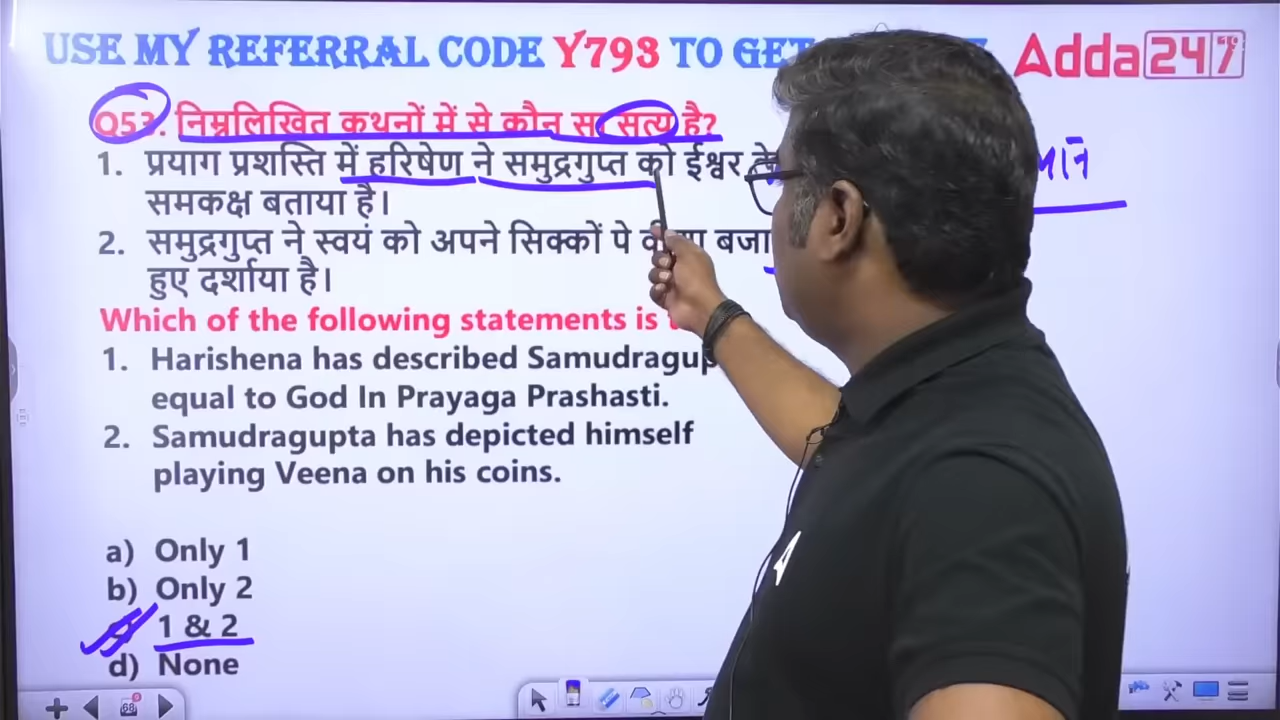 USE MY REFERRAL CODE Y793 TO GET
Adda247
Q53. निम्नलिखित कथनों में से कौन सा सत्य है?
1. प्रयाग प्रशस्ति में हरिषेण ने समुद्रगुप्त को ईश्वर के
समकक्ष बताया है।
2. समुद्रगुप्त ने स्वयं को अपने सिक्कों पे वीणा बजा
हुए दर्शाया है।
Which of the following statements is
1. Harishena has described Samudragup
equal to God In Prayaga Prashasti.
2. Samudragupta has depicted himself
playing Veena on his coins.
a) Only 1
b) Only 2
1 & 2
d) None
68